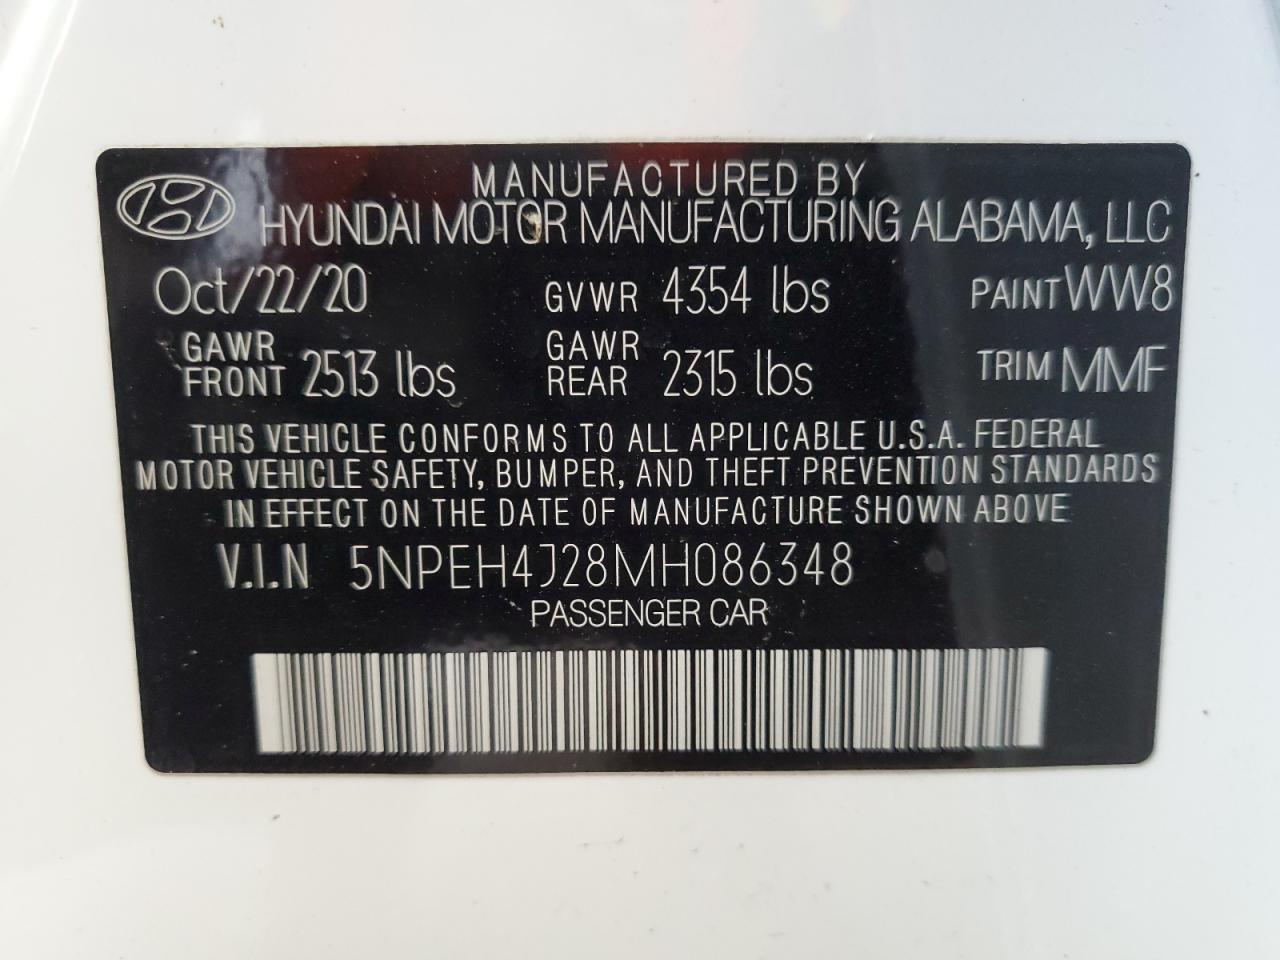 MANUFACTURED BY
HYUNDAI MOTOR MANUFACTURING ALABAMA, LLC
Oct/22/20 GVWR 4354 lbs PAINT WW8
GAWR FRONT 2513 lbs GAWR REAR 2315 lbs TRIM MMF
THIS VEHICLE CONFORMS TO ALL APPLICABLE U.S.A. FEDERAL
MOTOR VEHICLE SAFETY, BUMPER, AND THEFT PREVENTION STANDARDS
IN EFFECT ON THE DATE OF MANUFACTURE SHOWN ABOVE
V.I.N 5NPEH4J28MH086348
PASSENGER CAR